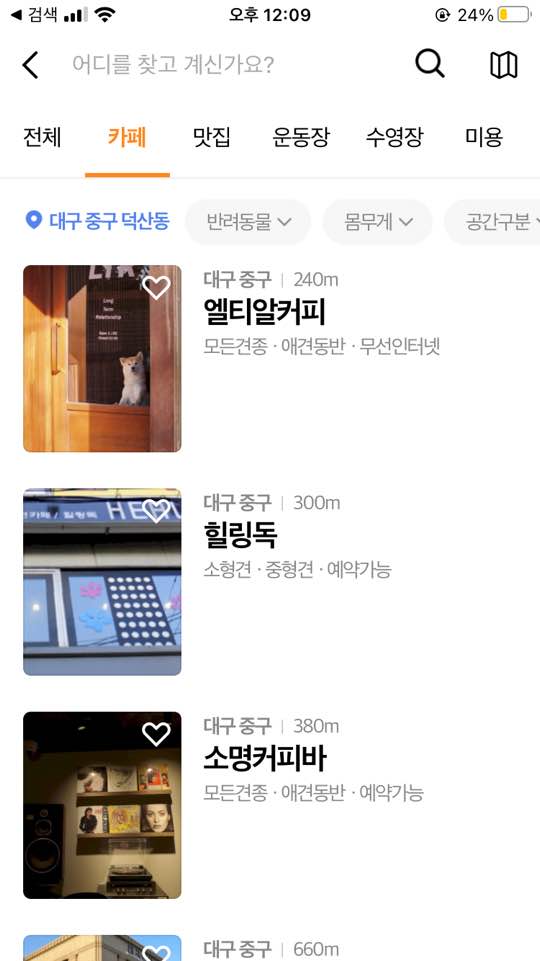 ◀ 검색
오후 12:09
24%
어디를 찾고 계신가요?
전체 카페 맛집 운동장 수영장 미용
대구 중구 덕산동 반려동물 몸무게 공간구분
대구 중구 | 240m
엘티알커피
모든견종 · 애견동반 · 무선인터넷
Long
Term
Relationship
대구 중구 | 300m
힐링독
소형견 · 중형견 · 예약가능
대구 중구 | 380m
소명커피바
모든견종 · 애견동반 · 예약가능
대구 중구 | 660m